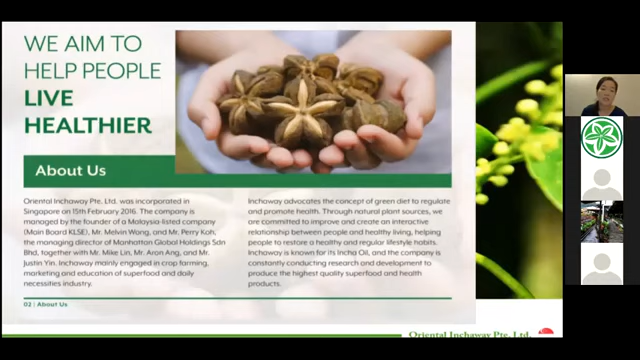 WE AIM TO
HELP PEOPLE
LIVE
HEALTHIER
About Us
Oriental Inchaway Pte. Ltd. was incorporated in
Singapore on 15th February 2016. The company is
managed by the founder of a Malaysia-listed company
(Main Board KLSE), Mr. Melvin Wong, and Mr. Perry Koh,
the managing director of Manhattan Global Holdings Sdn
Bhd, together with Mr. Mike Lin, Mr. Aron Ang, and Mr.
Justin Yin. Inchaway mainly engaged in crop farming,
marketing and education of superfood and daily
necessities industry.
Inchaway advocates the concept of green diet to regulate
and promote health. Through natural plant sources, we
are committed to improve and create an interactive
relationship between people and healthy living, helping
people to restore a healthy and regular lifestyle habits.
Inchaway is known for its Incha Oil, and the company is
constantly conducting research and development to
produce the highest quality superfood and health
products.
02 | About Us
Oriental Inchaway Pte. Ltd.